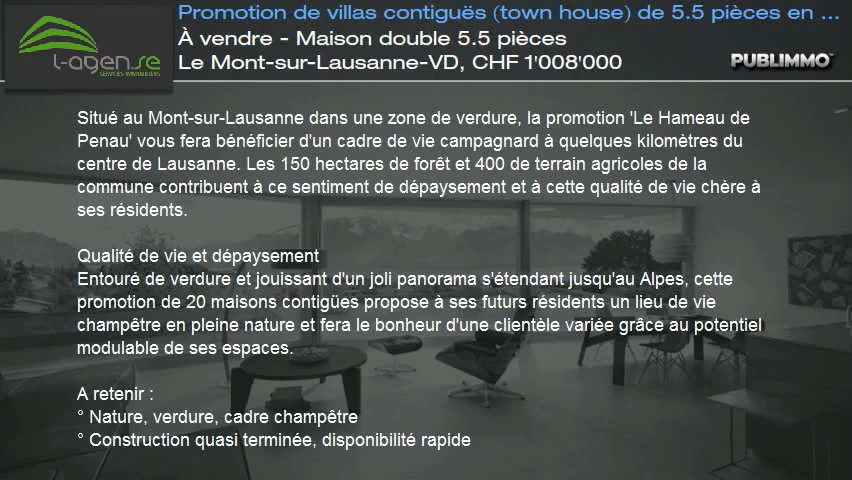 Promotion de villas contiguës (town house) de 5.5 pièces en ...
À vendre - Maison double 5.5 pièces
Le Mont-sur-Lausanne-VD, CHF 1'008'000
l-agen.se
SERVICES IMMOBILIERS
PUBLIMMO
Situé au Mont-sur-Lausanne dans une zone de verdure, la promotion 'Le Hameau de
Penau' vous fera bénéficier d'un cadre de vie campagnard à quelques kilomètres du
centre de Lausanne. Les 150 hectares de forêt et 400 de terrain agricoles de la
commune contribuent à ce sentiment de dépaysement et à cette qualité de vie chère à
ses résidents.
Qualité de vie et dépaysement
Entouré de verdure et jouissant d'un joli panorama s'étendant jusqu'au Alpes, cette
promotion de 20 maisons contigües propose à ses futurs résidents un lieu de vie
champêtre en pleine nature et fera le bonheur d'une clientèle variée grâce au potentiel
modulable de ses espaces.
A retenir :
° Nature, verdure, cadre champêtre
° Construction quasi terminée, disponibilité rapide